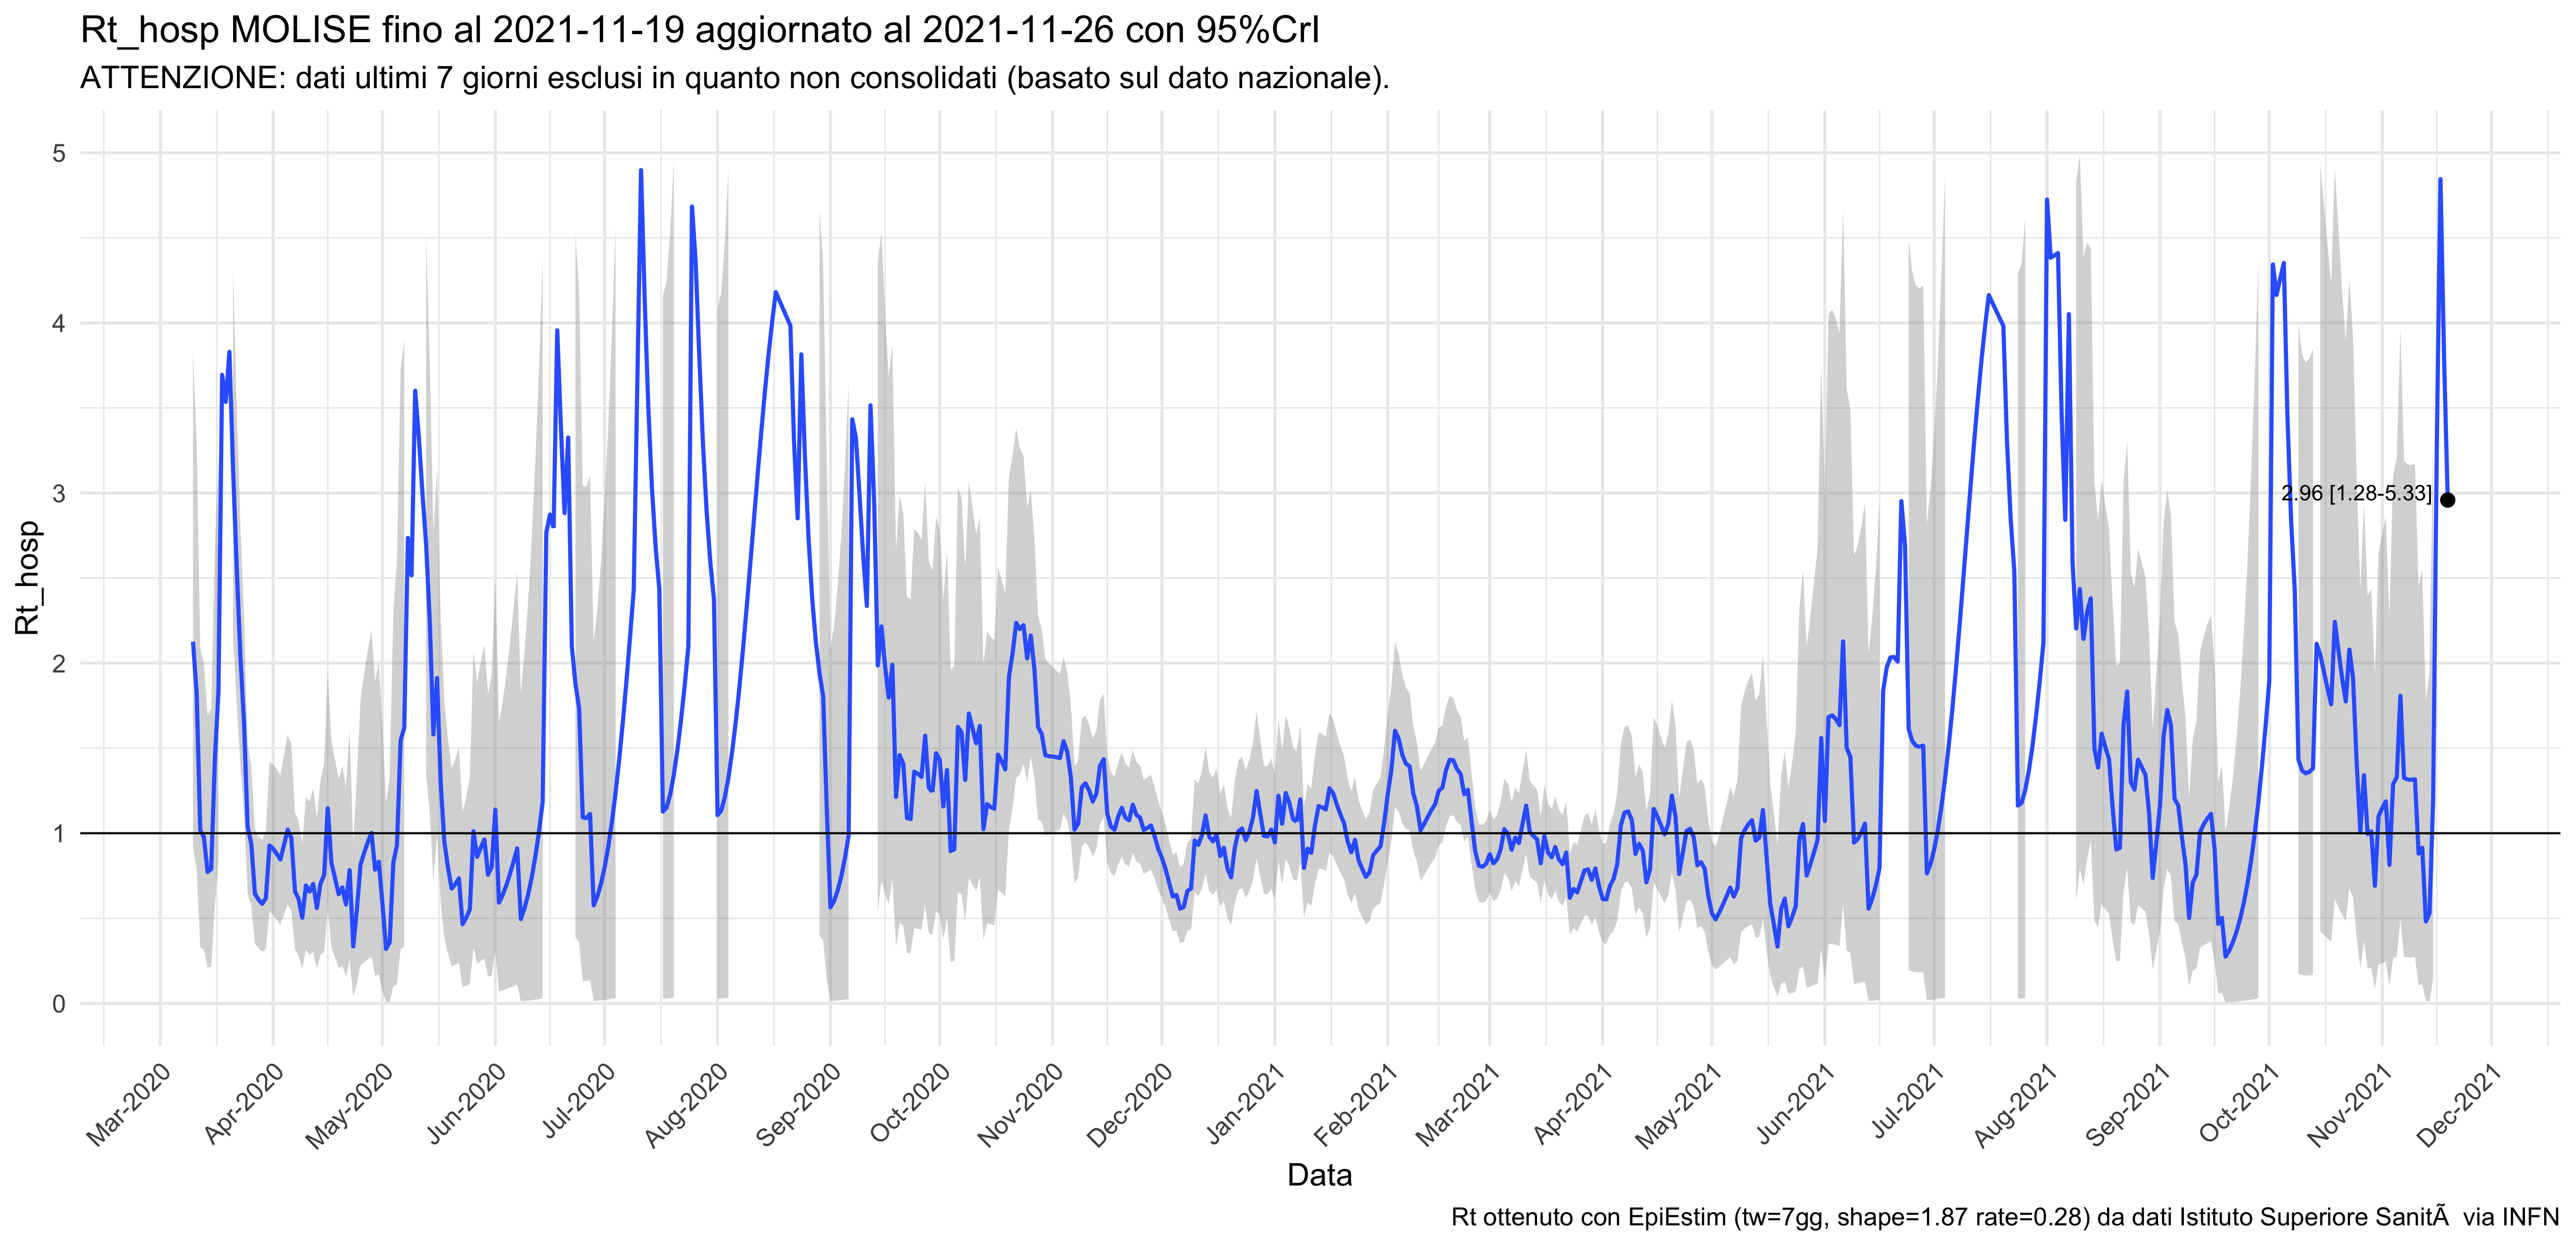 Rt_hosp MOLISE fino al 2021-11-19 aggiornato al 2021-11-26 con 95%CrI
ATTENZIONE: dati ultimi 7 giorni esclusi in quanto non consolidati (basato sul dato nazionale).
Rt_hosp
5
4
3
2
1
0
2.96 [1.28-5.33]
Mar-2020
Apr-2020
May-2020
Jun-2020
Jul-2020
Aug-2020
Sep-2020
Oct-2020
Nov-2020
Dec-2020
Jan-2021
Feb-2021
Mar-2021
Apr-2021
May-2021
Jun-2021
Jul-2021
Aug-2021
Sep-2021
Oct-2021
Nov-2021
Dec-2021
Data
Rt ottenuto con EpiEstim (tw=7gg, shape=1.87 rate=0.28) da dati Istituto Superiore SanitÃ  via INFN